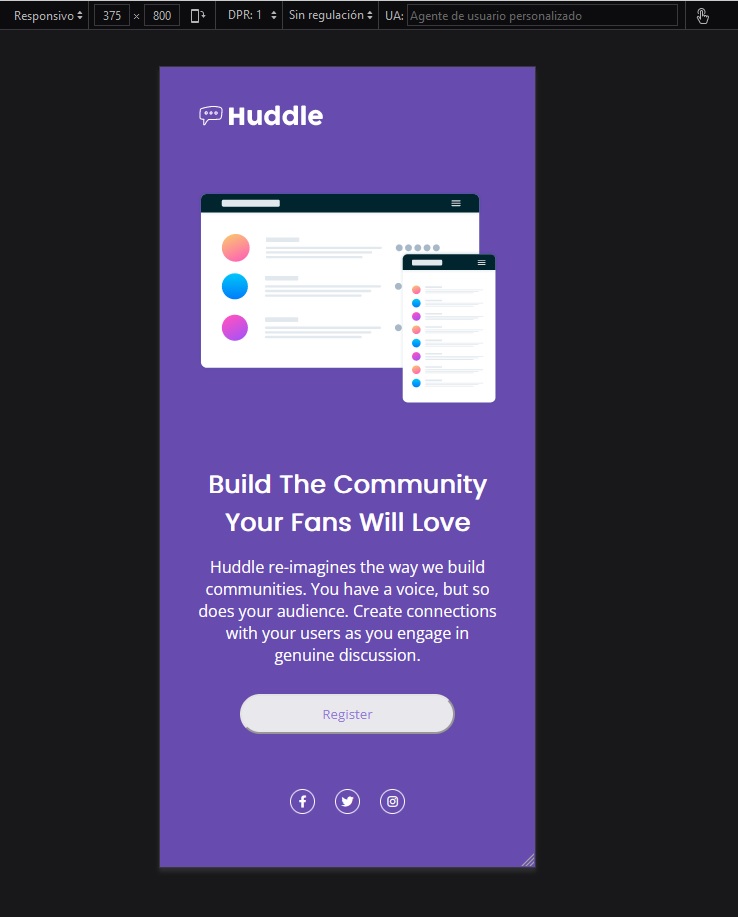 Responsivo 375 × 800 DPR: 1 Sin regulación UA: Agente de usuario personalizado
Huddle
Build The Community
Your Fans Will Love
Huddle re-imagines the way we build
communities. You have a voice, but so
does your audience. Create connections
with your users as you engage in
genuine discussion.
Register